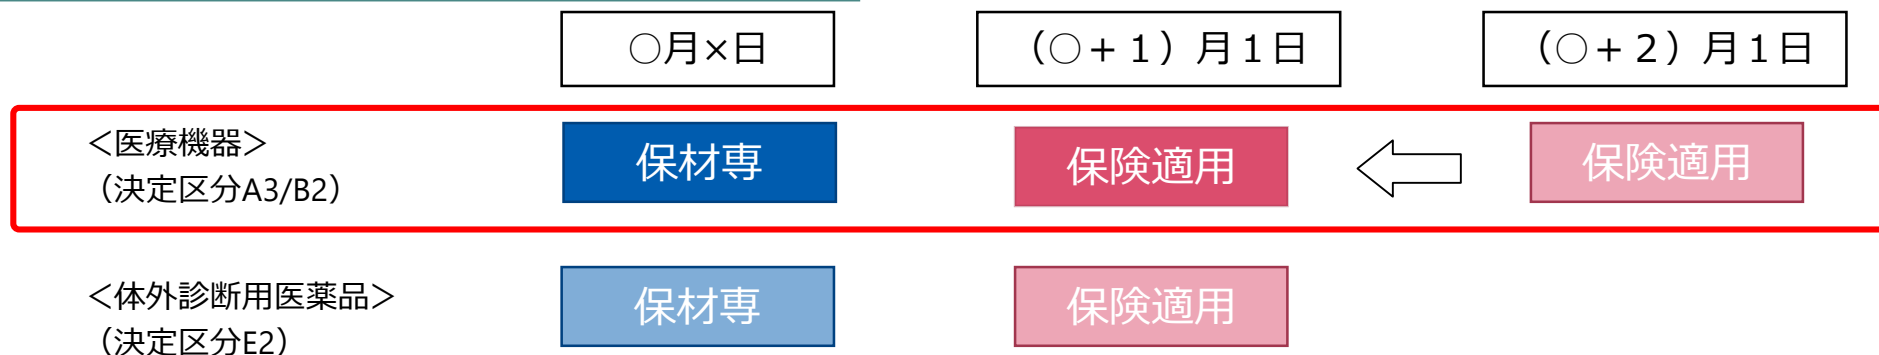 ○月×日
（○＋１）月１日
（○＋２）月１日
＜医療機器＞
（決定区分A3/B2）
保材専
保険適用
保険適用
＜体外診断用医薬品＞
（決定区分E2）
保材専
保険適用